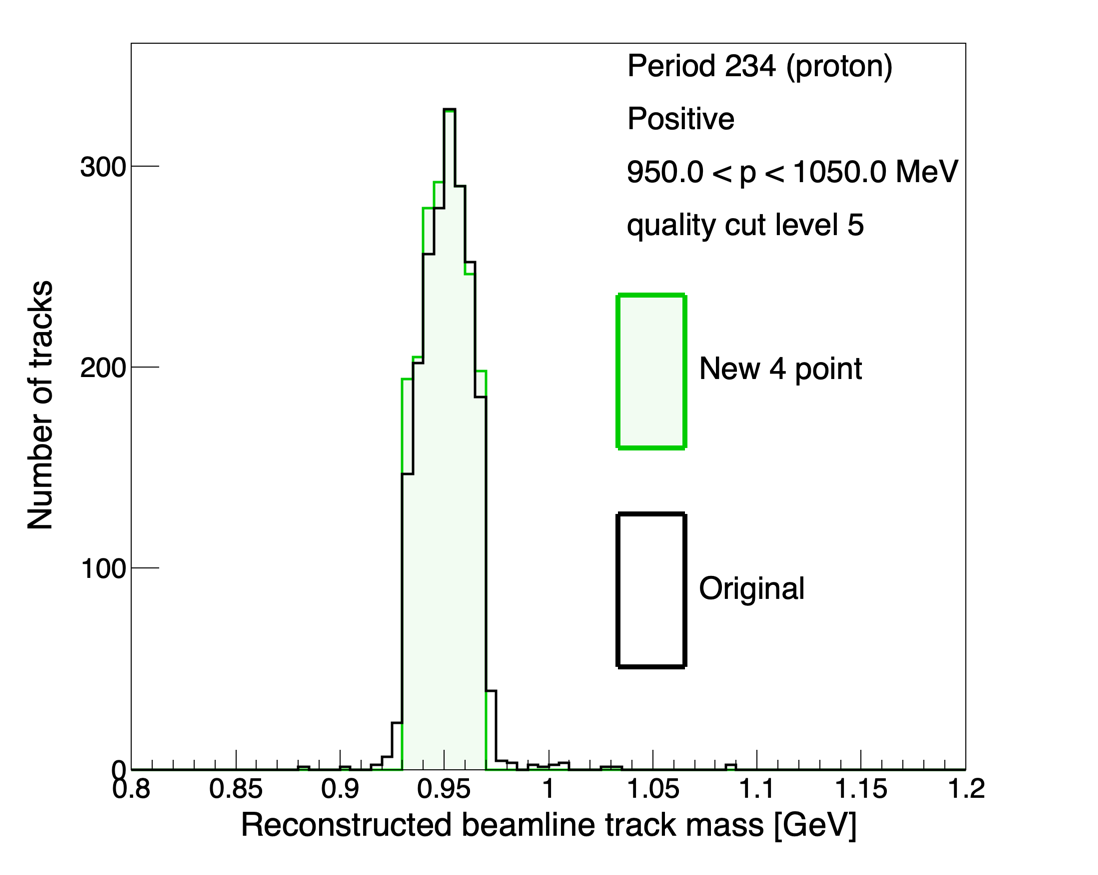 Period 234 (proton)
Positive
950.0 < p < 1050.0 MeV
quality cut level 5
New 4 point
Original
Number of tracks
300
200
100
0
0.8 0.85 0.9 0.95 1 1.05 1.1 1.15 1.2
Reconstructed beamline track mass [GeV]